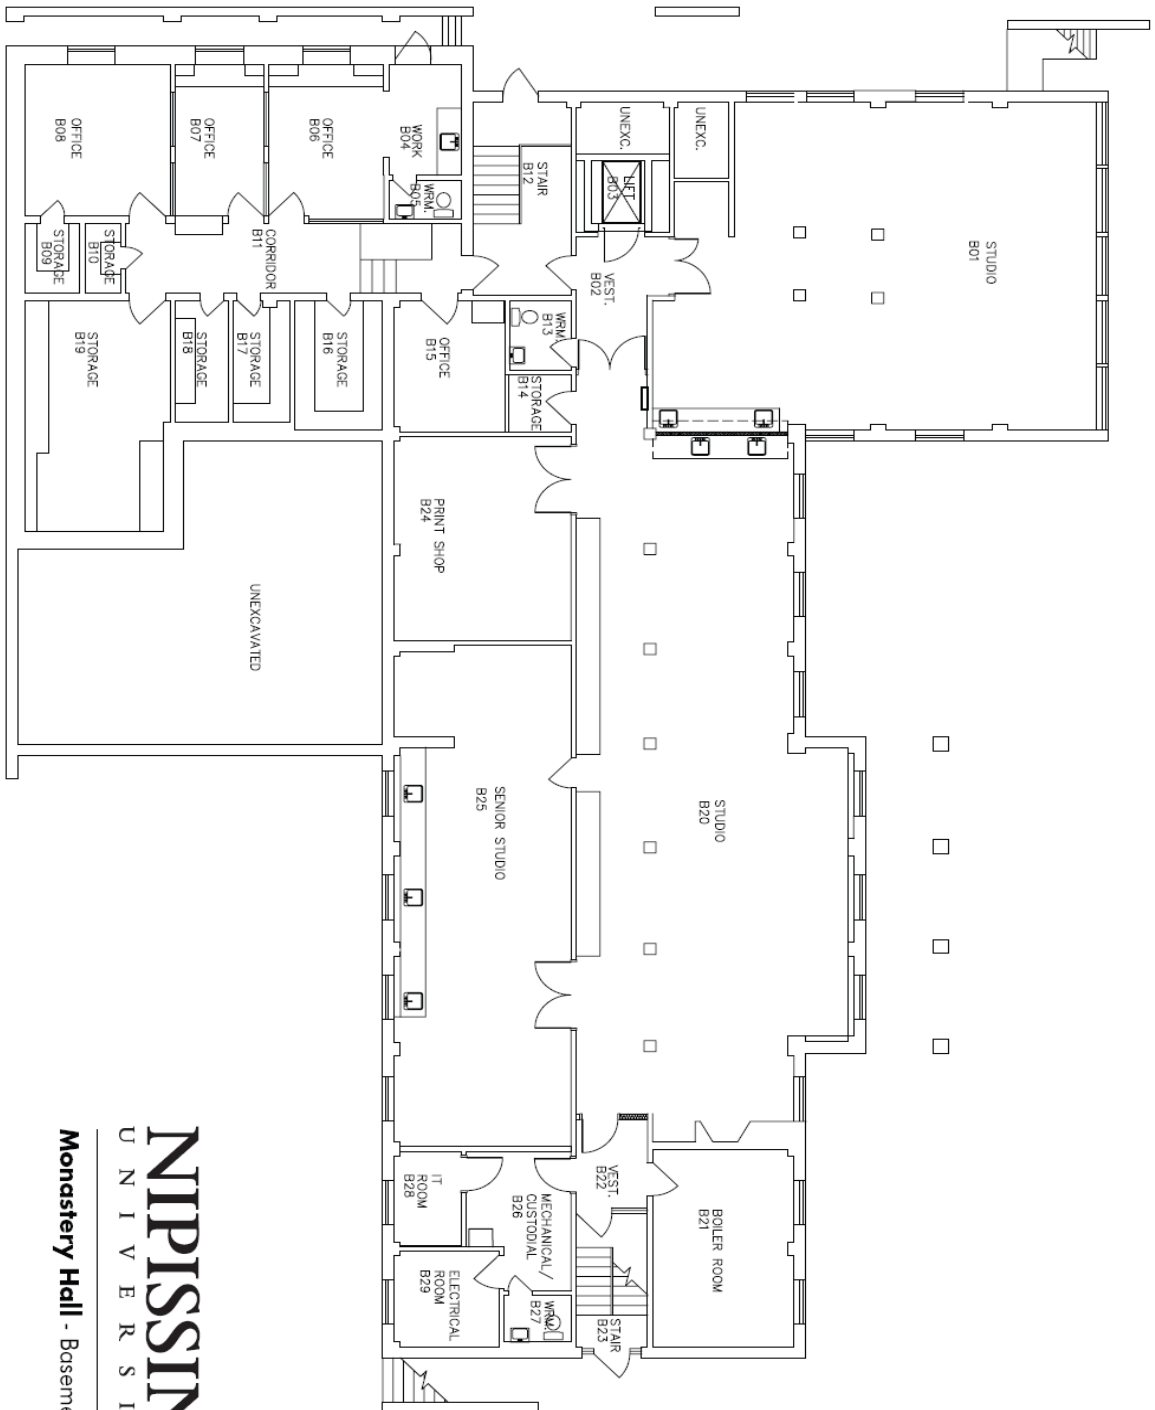 OFFICE
B08
OFFICE
B07
OFFICE
B06
WORK
B04
WRM.
B05
STAIR
B12
UNEXC.
UNEXC.
LIFT
B03
STUDIO
B01
STORAGE
B09
STORAGE
B10
CORRIDOR
B11
VEST.
B02
STORAGE
B19
STORAGE
B18
STORAGE
B17
STORAGE
B16
OFFICE
B15
WRM.
B13
STORAGE
B14
PRINT SHOP
B24
UNEXCAVATED
SENIOR STUDIO
B25
STUDIO
B20
IT
ROOM
B28
MECHANICAL/
CUSTODIAL
B26
VEST.
B22
BOILER ROOM
B21
ELECTRICAL
ROOM
B29
WRM.
B27
STAIR
B23
NIPISSIN
UNIVERSI
Monastery Hall - Baseme